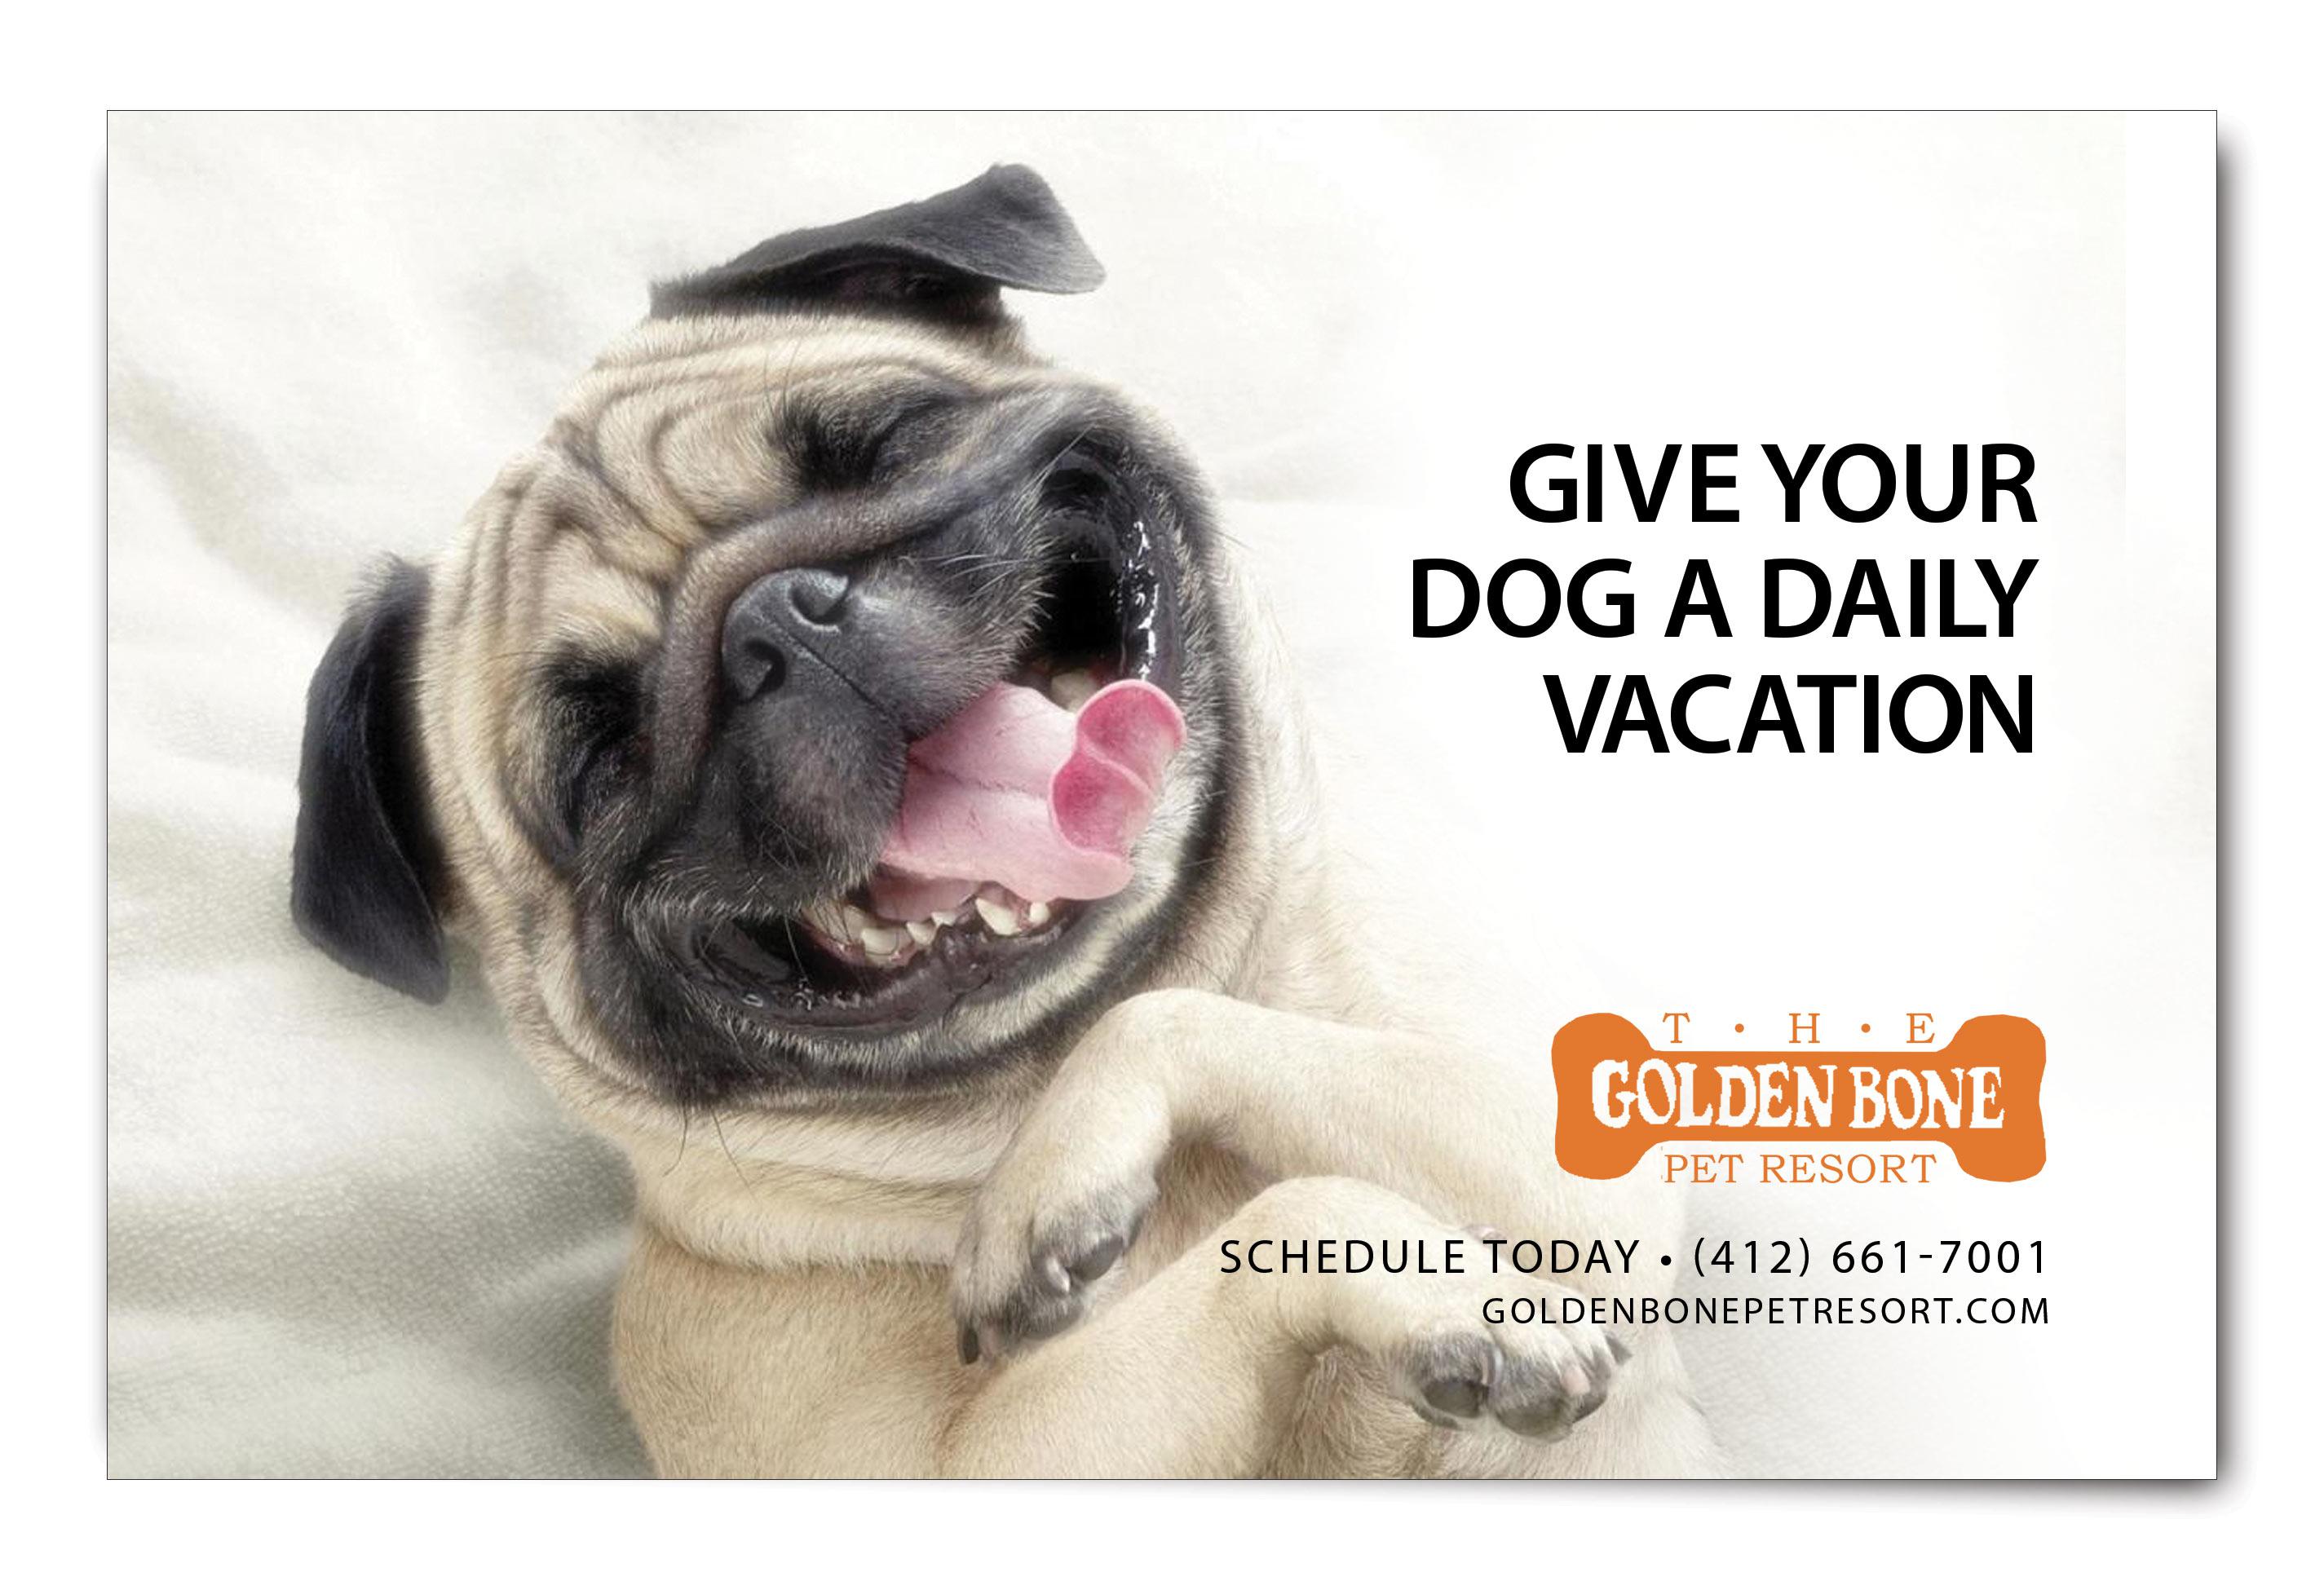 GIVE YOUR
DOG A DAILY
VACATION
T • H • E
GOLDEN BONE
PET RESORT
SCHEDULE TODAY • (412) 661-7001
GOLDENBONEPETRESORT.COM